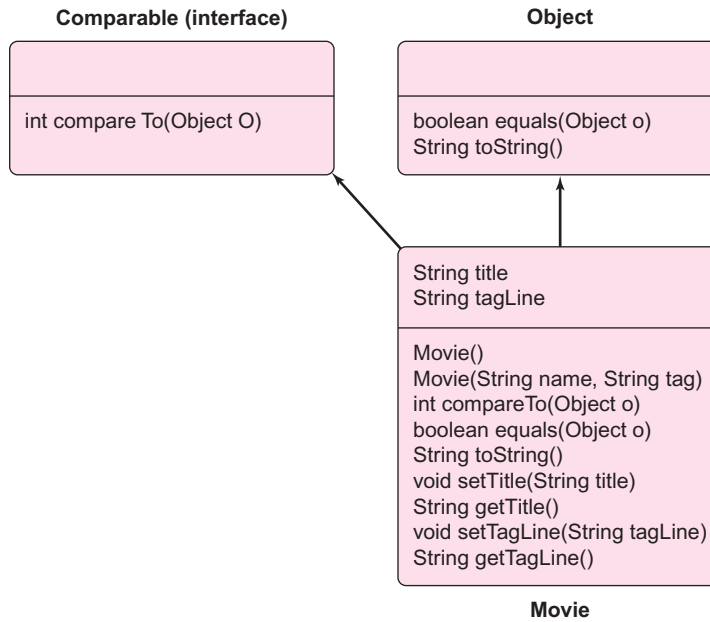 Comparable (interface)
int compare To(Object O)
Object
boolean equals(Object o)
String toString()
String title
String tagLine
Movie()
Movie(String name, String tag)
int compareTo(Object o)
boolean equals(Object o)
String toString()
void setTitle(String title)
String getTitle()
void setTagLine(String tagLine)
String getTagLine()
Movie